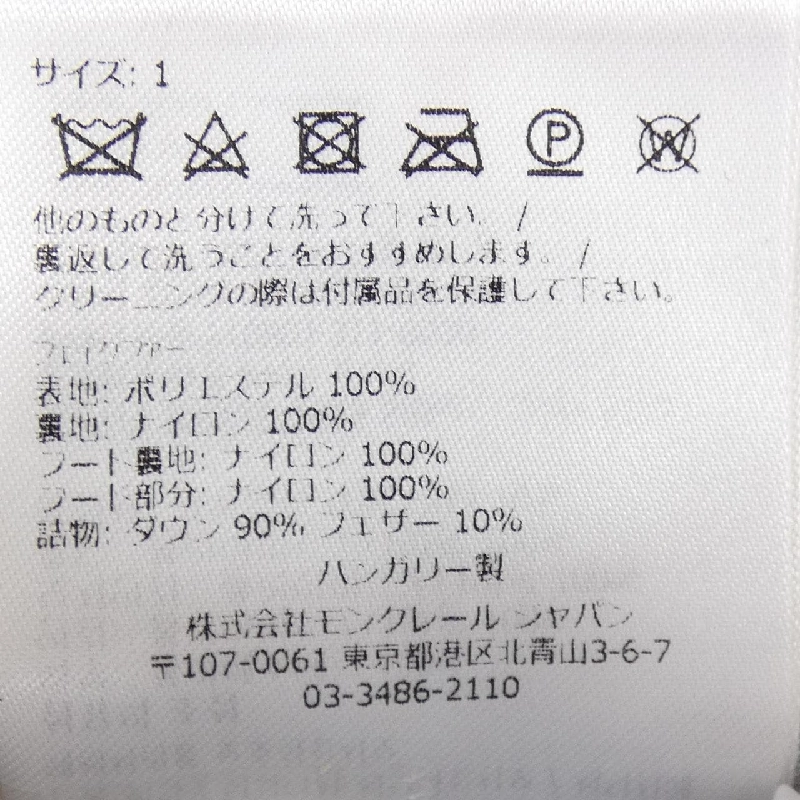 サイズ: 1
P W
他のものと分けて洗って下さい。 /
裏返して洗うことをおすすめします。 /
クリーニングの際は付属品を保護して下さい。
フェイクファー
表地: ポリエステル 100%
裏地: ナイロン 100%
フード裏地: ナイロン 100%
フード部分: ナイロン 100%
詰物: ダウン 90% フェザー 10%
ハンガリー製
株式会社モンクレール ジャパン
〒107-0061 東京都港区北青山3-6-7
03-3486-2110